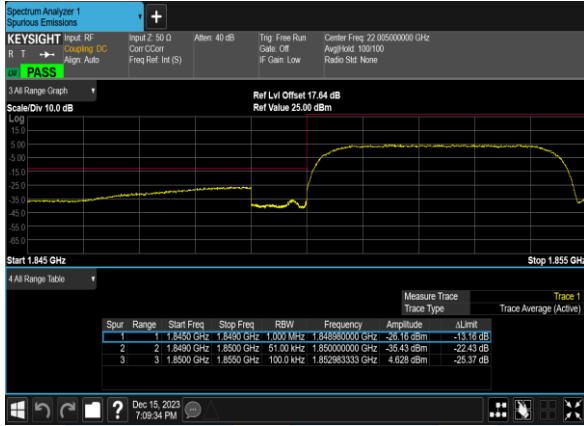 Spectrum Analyzer 1
Spurious Emissions
KEYSIGHT Input: RF Input Z: 50 Ω Atten: 40 dB Trig: Free Run Center Freq: 22.005000000 GHz
R T Coupling: DC Corr CCorr Gate: Off Avg|Hold: 100/100
Align: Auto Freq Ref: Int (S) IF Gain: Low Radio Std: None
LXI PASS
3 All Range Graph
Ref Lvl Offset 17.64 dB
Scale/Div 10.0 dB Ref Value 25.00 dBm
Log
15.0
5.00
-5.00
-15.0
-25.0
-35.0
-45.0
-55.0
-65.0
Start 1.845 GHz Stop 1.855 GHz
4 All Range Table
Measure Trace Trace 1
Trace Type Trace Average (Active)
Spur Range Start Freq Stop Freq RBW Frequency Amplitude ΔLimit
1 1 1.8450 GHz 1.8490 GHz 1.000 MHz 1.848980000 GHz -26.16 dBm -13.16 dB
2 2 1.8490 GHz 1.8500 GHz 51.00 kHz 1.850000000 GHz -35.43 dBm -22.43 dB
3 3 1.8500 GHz 1.8550 GHz 100.0 kHz 1.852983333 GHz 4.628 dBm -25.37 dB
Dec 15, 2023
7:09:34 PM